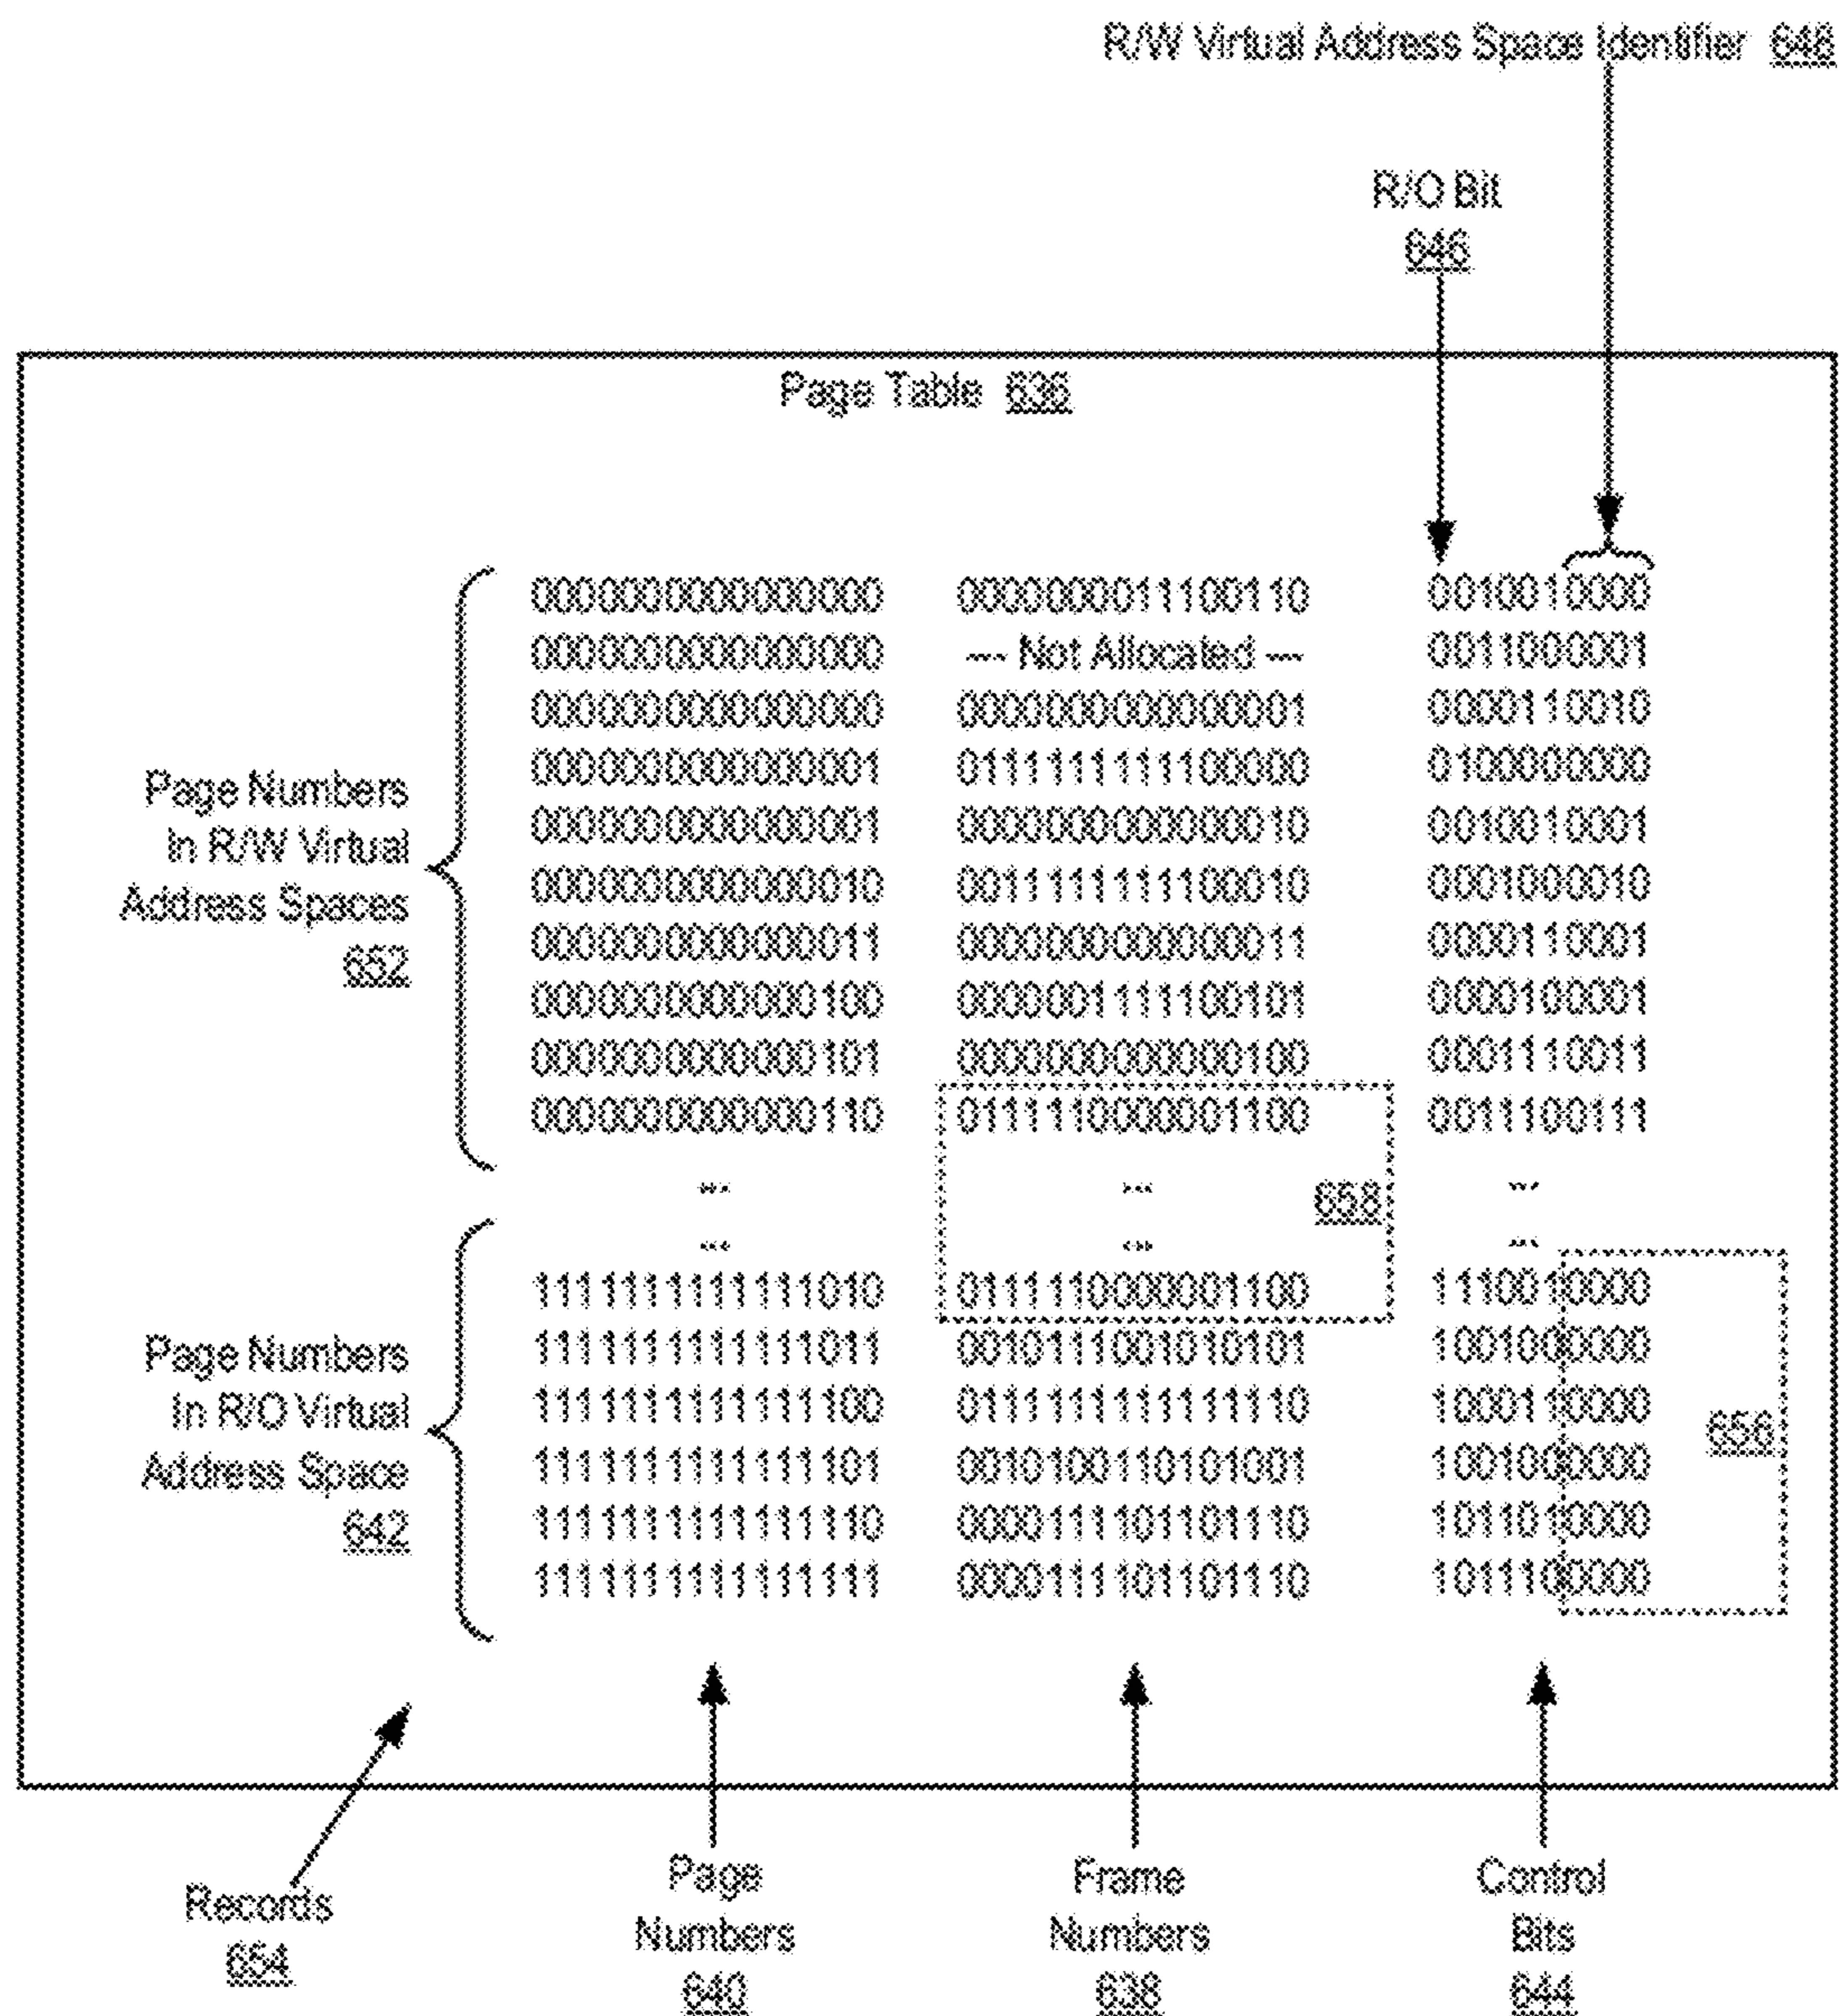 R/W Virtual Address Space Identifier 648
R/O Bit
646
Page Table 636
0000000000000000 0000000011100110 0010010000
0000000000000000 --- Not Allocated --- 0011000001
0000000000000000 0000000000000001 0000110010
0000000000000001 0111111111100000 0100000000
0000000000000001 0000000000000010 0010010001
0000000000000010 0011111111100010 0001000010
0000000000000011 0000000000000011 0000110001
0000000000000100 0000001111100101 0000100001
0000000000000101 0000000000000100 0001110011
0000000000000110 0111110000001100 0011100111
Page Numbers
In R/W Virtual
Address Spaces
652
... ... ...
658
... ... ...
1111111111111010 0111110000001100 1110010000
1111111111111011 0010111001010101 1001000000
1111111111111100 0111111111111110 1000110000
1111111111111101 0010100110101001 1001000000
1111111111111110 0000111101101110 1011010000
1111111111111111 0000111101101110 1011100000
Page Numbers
In R/O Virtual
Address Space
642
656
Records
654
Page
Numbers
640
Frame
Numbers
638
Control
Bits
644